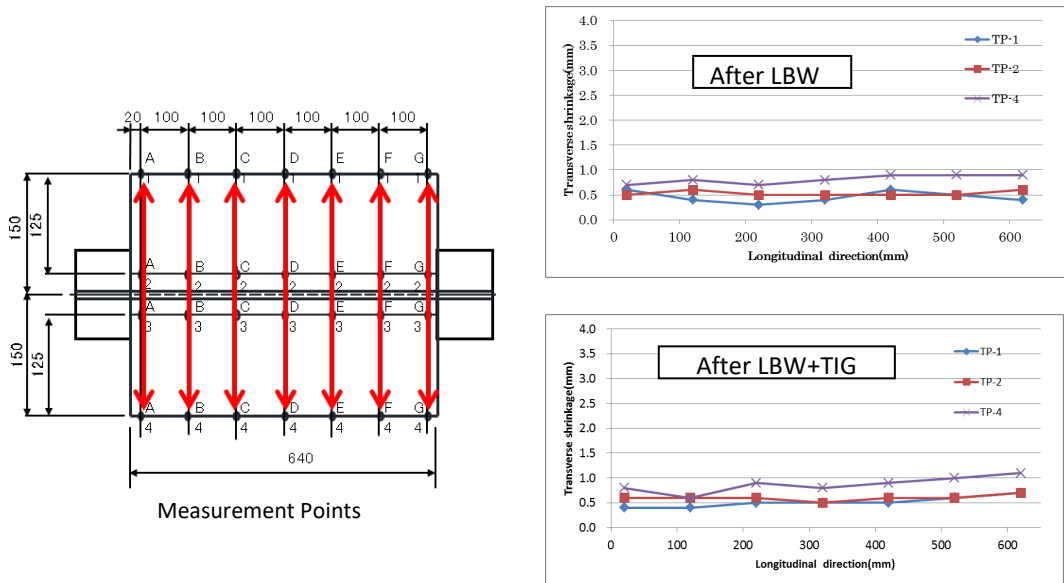 20 100 100 100 100 100 100
A B C D E F G
1 1 1 1 1 1 1
150
125
A B C D E F G
2 2 2 2 2 2 2
A B C D E F G
3 3 3 3 3 3 3
150
125
A B C D E F G
4 4 4 4 4 4 4
640
Measurement Points
After LBW
TP-1
TP-2
TP-4
Transverse shrinkage(mm)
4.0
3.5
3.0
2.5
2.0
1.5
1.0
0.5
0.0
0 100 200 300 400 500 600
Longitudinal direction(mm)
After LBW+TIG
TP-1
TP-2
TP-4
Transverse shrinkage(mm)
4.0
3.5
3.0
2.5
2.0
1.5
1.0
0.5
0.0
0 100 200 300 400 500 600
Longitudinal direction(mm)